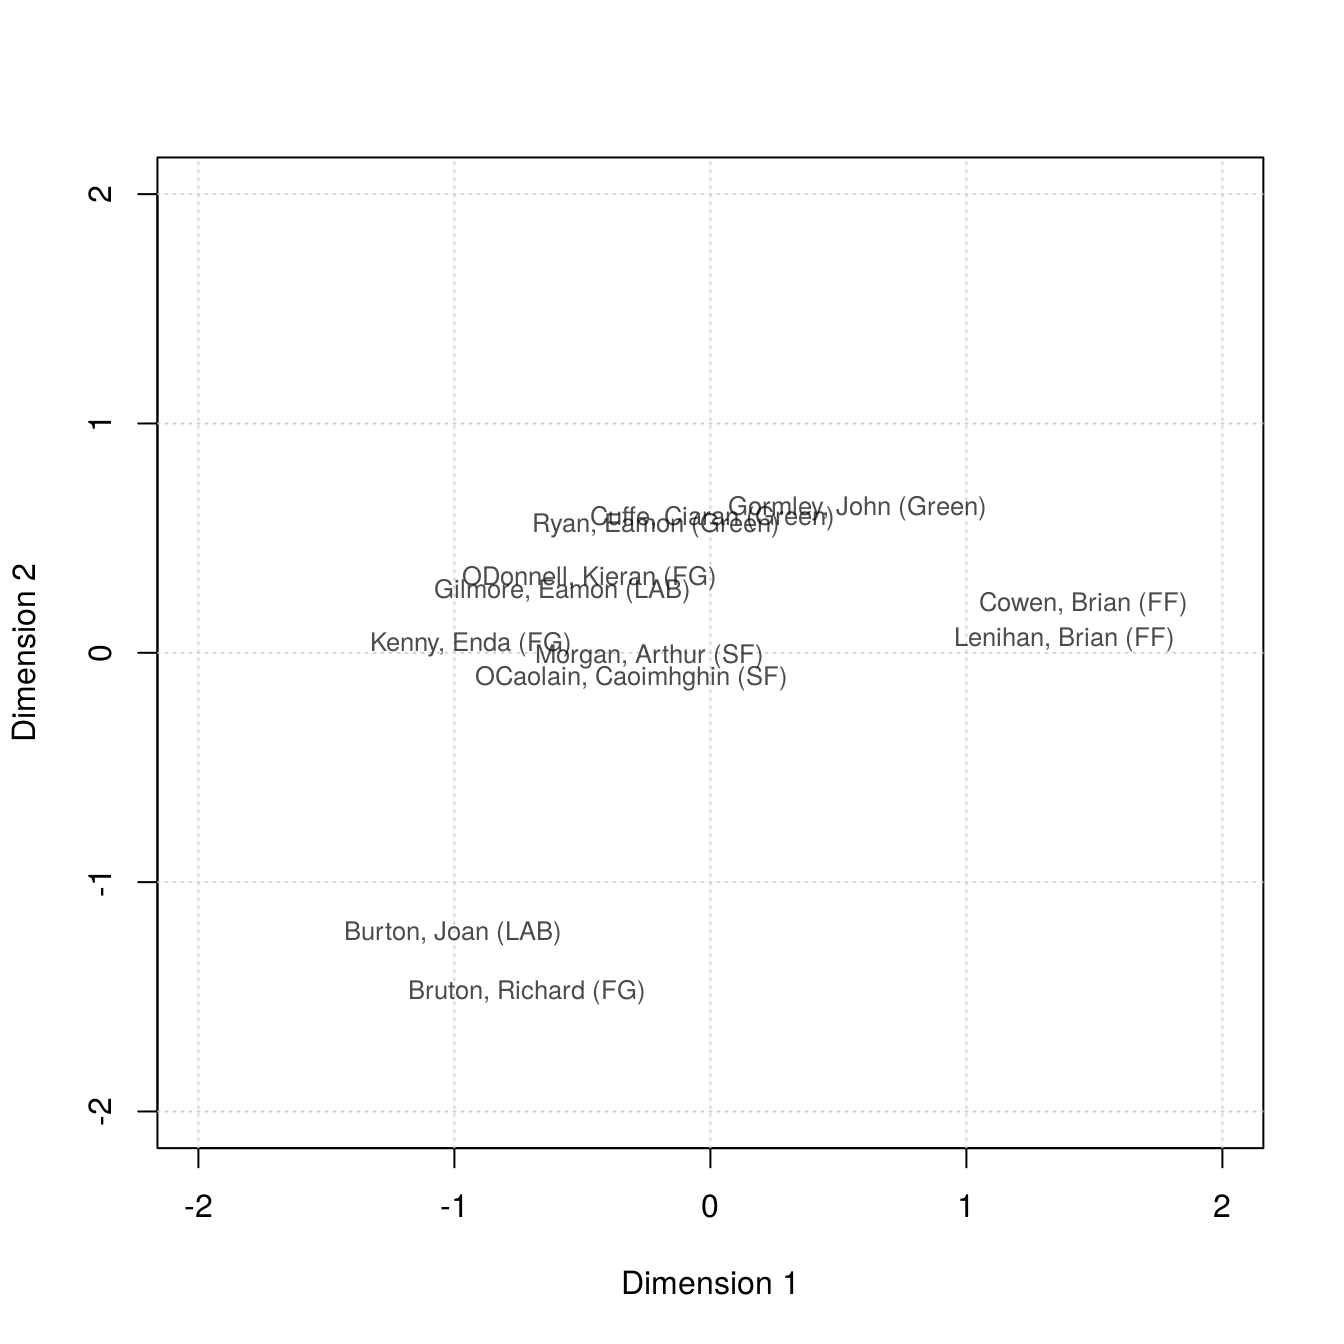 2
1
Gormley, John (Green)
Cuffe, Ciaran (Green)
Ryan, Eamon (Green)
ODonnell, Kieran (FG)
Gilmore, Eamon (LAB)
Cowen, Brian (FF)
Lenihan, Brian (FF)
Kenny, Enda (FG)
0
Morgan, Arthur (SF)
OCaolain, Caoimhghin (SF)
Dimension 2
-1
Burton, Joan (LAB)
Bruton, Richard (FG)
-2
-2 -1 0 1 2
Dimension 1